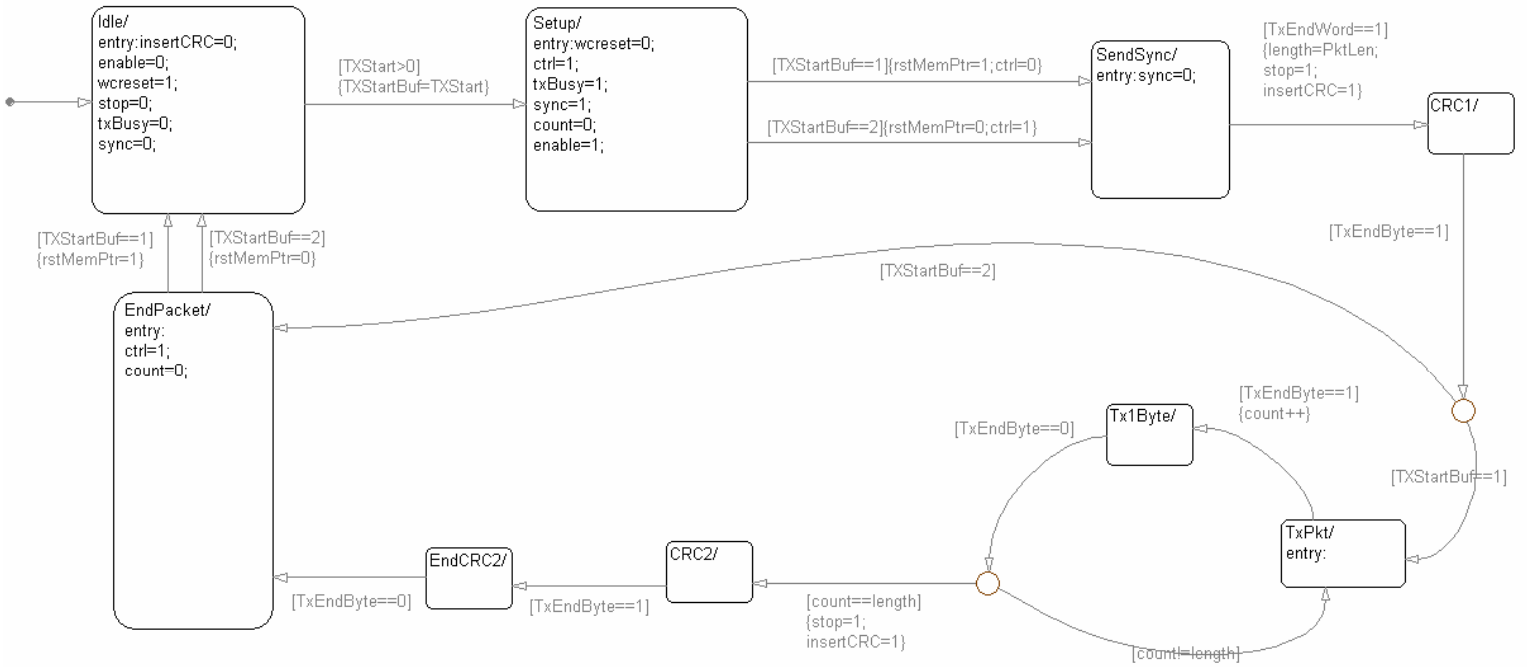 Idle/
entry:insertCRC=0;
enable=0;
wcreset=1;
stop=0;
txBusy=0;
sync=0;
[TXStart>0]
{TXStartBuf=TXStart}
Setup/
entry:wcreset=0;
ctrl=1;
txBusy=1;
sync=1;
count=0;
enable=1;
[TXStartBuf==1]{rstMemPtr=1;ctrl=0}
[TXStartBuf==2]{rstMemPtr=0;ctrl=1}
SendSync/
entry:sync=0;
[TxEndWord==1]
{length=PktLen;
stop=1;
insertCRC=1}
CRC1/
[TxEndByte==1]
[TXStartBuf==1]
{rstMemPtr=1}
[TXStartBuf==2]
{rstMemPtr=0}
[TXStartBuf==2]
EndPacket/
entry:
ctrl=1;
count=0;
[TxEndByte==1]
{count++}
Tx1Byte/
[TxEndByte==0]
[TXStartBuf==1]
TxPkt/
entry:
CRC2/
EndCRC2/
[TxEndByte==0]
[TxEndByte==1]
[count==length]
{stop=1;
insertCRC=1}
[count!=length]